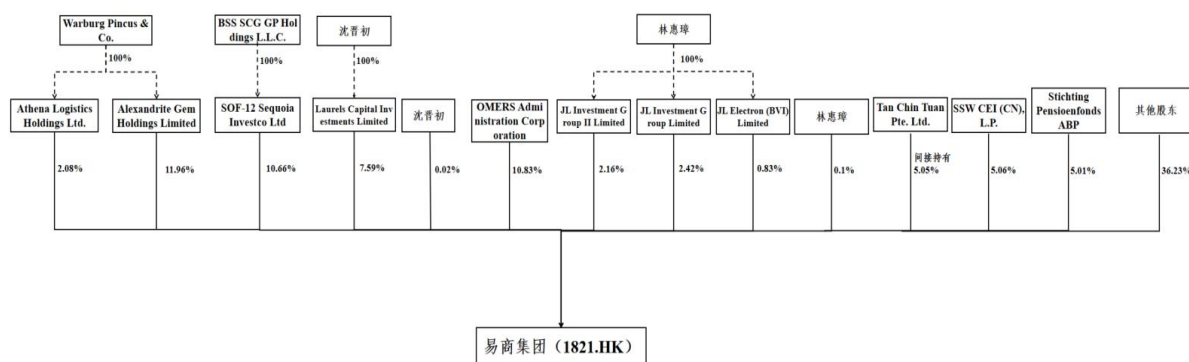 Warburg Pincus &
Co.
BSS SCG GP Hol
dings L.L.C.
沈晋初
林惠璋
100%
100%
100%
100%
Athena Logistics
Holdings Ltd.
Alexandrite Gem
Holdings Limited
SOF-12 Sequoia
Investco Ltd
Laurels Capital Inv
estments Limited
沈晋初
OMERS Admi
nistration Corp
oration
JL Investment G
roup II Limited
JL Investment G
roup Limited
JL Electron (BVI)
Limited
林惠璋
Tan Chin Tuan
Pte. Ltd.
SSW CEI (CN),
L.P.
Stichting
Pensioenfonds
ABP
其他股东
2.08%
11.96%
10.66%
7.59%
0.02%
10.83%
2.16%
2.42%
0.83%
0.1%
间接持有
5.05%
5.06%
5.01%
36.23%
易商集团（1821.HK）